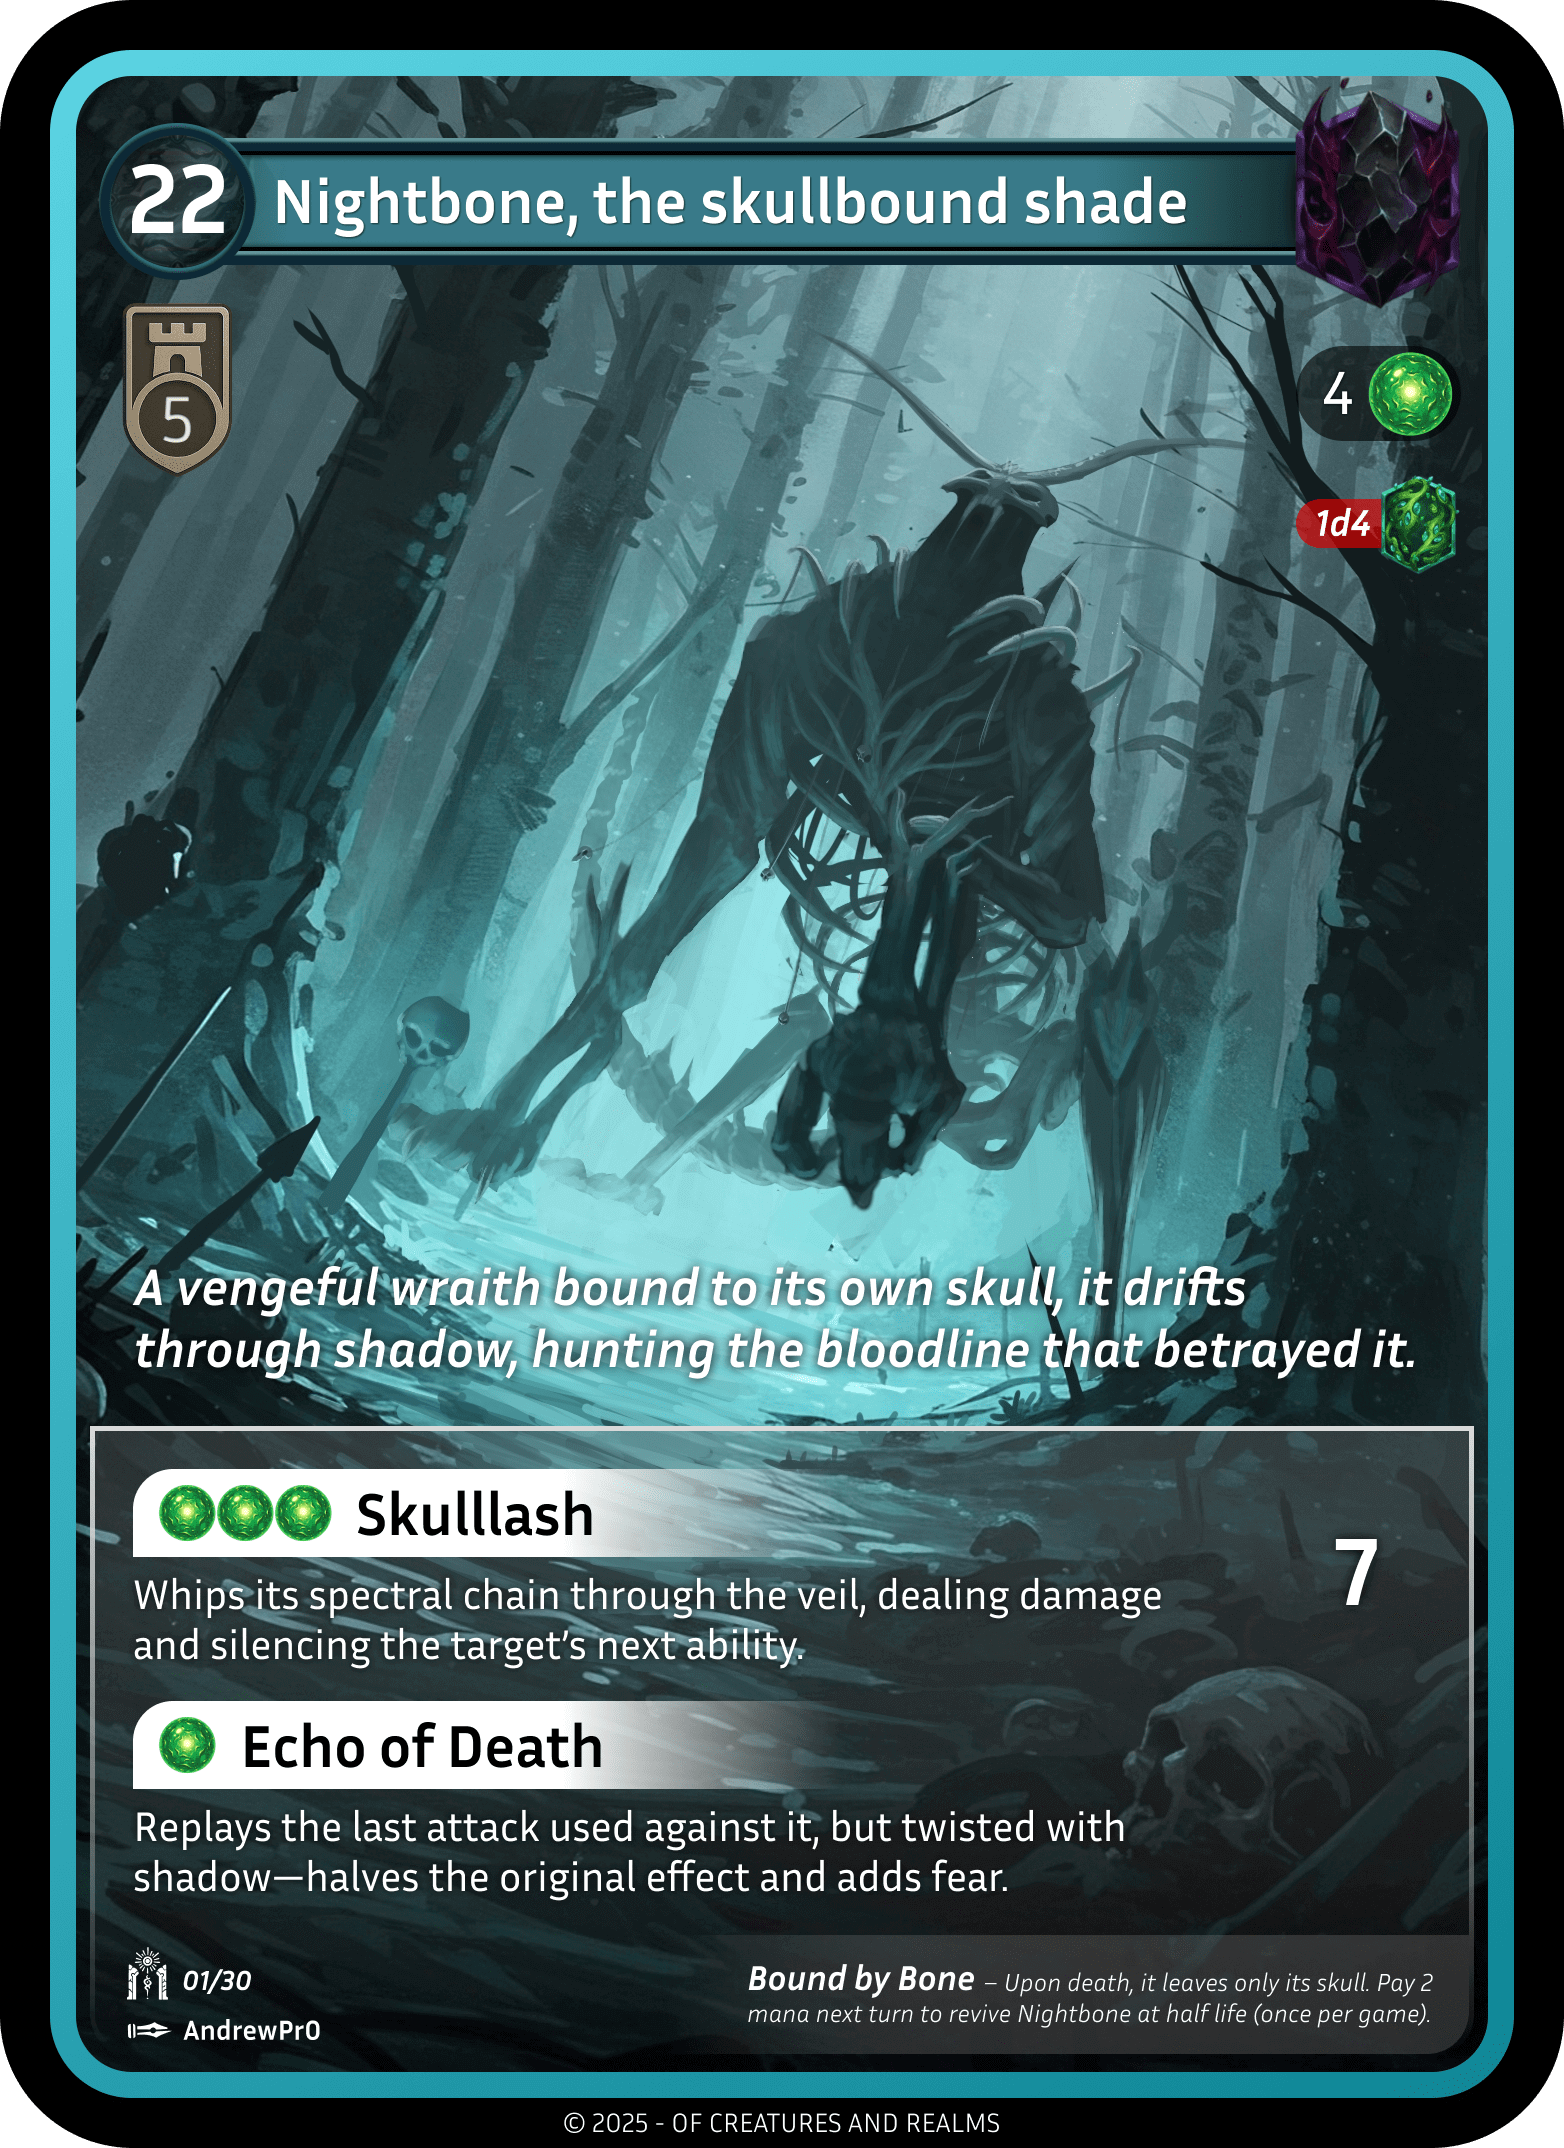 22 Nightbone, the skullbound shade
5
4
1d4
A vengeful wraith bound to its own skull, it drifts
through shadow, hunting the bloodline that betrayed it.
Skulllash
7
Whips its spectral chain through the veil, dealing damage
and silencing the target’s next ability.
Echo of Death
Replays the last attack used against it, but twisted with
shadow—halves the original effect and adds fear.
01/30
AndrewPr0
Bound by Bone – Upon death, it leaves only its skull. Pay 2
mana next turn to revive Nightbone at half life (once per game).
© 2025 - OF CREATURES AND REALMS